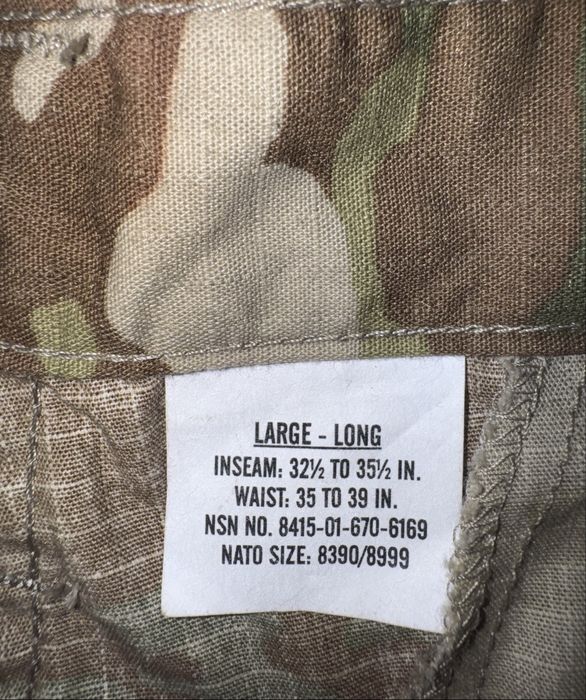 LARGE - LONG
INSEAM: 32½ TO 35½ IN.
WAIST: 35 TO 39 IN.
NSN NO. 8415-01-670-6169
NATO SIZE: 8390/8999